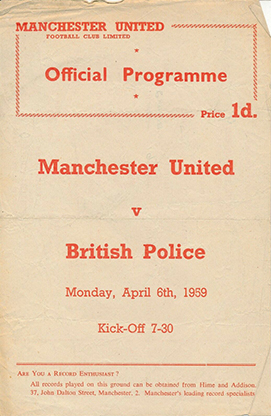 MANCHESTER UNITED
FOOTBALL CLUB LIMITED
*
Official Programme
*
Price 1d.
Manchester United
v
British Police
Monday, April 6th, 1959
Kick-Off 7-30
ARE YOU A RECORD ENTHUSIAST ?
All records played on this ground can be obtained from Hime and Addison,
37, John Dalton Street, Manchester, 2. Manchester's leading record specialists